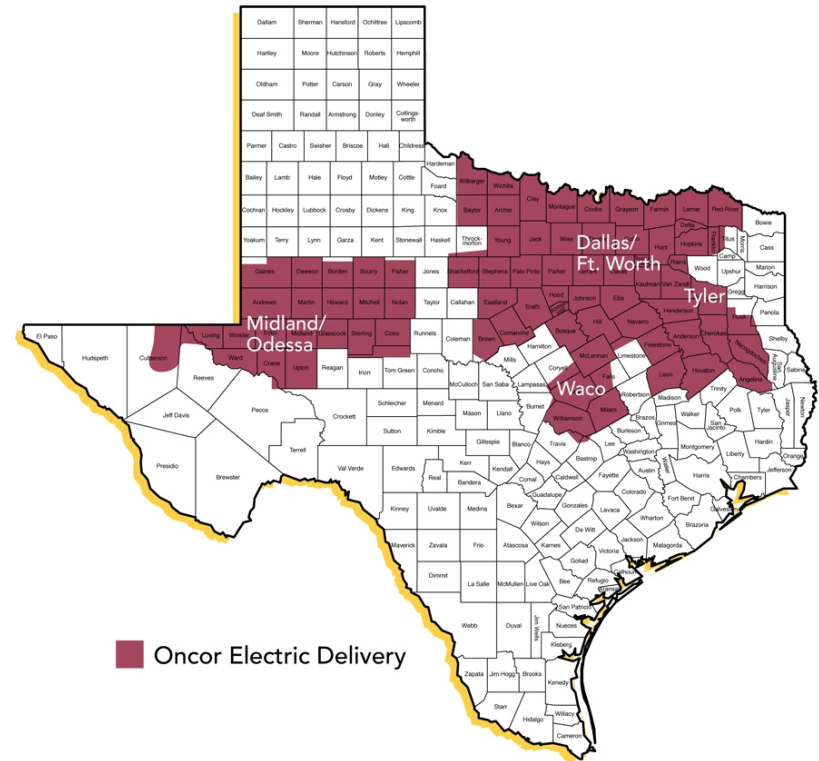 Dallam Sherman Hansford Ochiltree Lipscomb
Hartley Moore Hutchinson Roberts Hemphill
Oldham Potter Carson Gray Wheeler
Deaf Smith Randall Armstrong Donley Collings-
worth
Parmer Castro Swisher Briscoe Hall Childress
Hardeman
Bailey Lamb Hale Floyd Motley Cottle
Foard Wilbarger Wichita
Clay
Cochran Hockley Lubbock Crosby Dickens King Knox Baylor Archer Montague Cooke Grayson Fannin Lamar Red River
Bowie
Delta
Yoakum Terry Lynn Garza Kent Stonewall Haskell Throck-
morton Young Jack Wise Hunt Hopkins Franklin Titus Morris Cass
Dallas/
Ft. Worth
Camp
Gaines Dawson Borden Scurry Fisher Jones Shackelford Stephens Palo Pinto Parker Rains Wood Upshur Marion
Kaufman Van Zandt Gregg Harrison
Tyler
Andrews Martin Howard Mitchell Nolan Taylor Callahan Eastland Erath Hood Johnson Ellis
Henderson Rusk Panola
Midland/
Odessa
El Paso Hudspeth Culberson Loving Winkler Ector Midland Glasscock Sterling Coke Runnels Coleman Brown Comanche Bosque Hill Navarro Anderson Cherokee Nacogdoches Shelby
Hamilton Freestone
San
Augustine
Sabine
Reeves Ward Crane Upton Reagan Irion Tom Green Concho Mills Coryell McLennan Limestone Leon Houston Angelina
Waco
Falls
McCulloch San Saba Lampasas Robertson Madison Trinity
Jeff Davis Pecos Crockett Schleicher Menard Mason Llano Burnet Williamson Milam Brazos Grimes Walker San
Jacinto
Polk Tyler Jasper Newton
Burleson
Sutton Kimble Gillespie Blanco Travis Lee Washington Montgomery Liberty Hardin Orange
Presidio Brewster Terrell Val Verde Edwards Kerr Kendall Hays Bastrop Austin Waller Harris Chambers Jefferson
Real Bandera Comal Caldwell Fayette
Guadalupe Colorado Fort Bend
Kinney Uvalde Medina Bexar Gonzales Lavaca Wharton Brazoria
Wilson De Witt Jackson Matagorda
Maverick Zavala Frio Atascosa Karnes Victoria
Goliad
Dimmit La Salle McMullen Live Oak Bee Refugio
San Patricio
Webb Duval Jim Wells Nueces
Kleberg
Oncor Electric Delivery
Zapata Jim Hogg Brooks Kenedy
Starr Hidalgo Willacy
Cameron